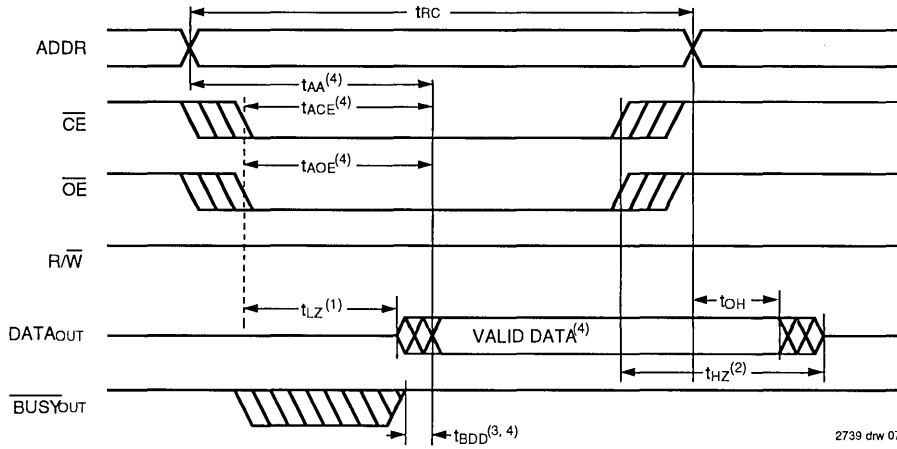 tRC
ADDR
tAA(4)
tACE(4)
CE
tAOE(4)
OE
R/W
tLZ(1)
tOH
DATAOUT
VALID DATA(4)
tHZ(2)
BUSYOUT
tBDD(3, 4)
2739 drw 07